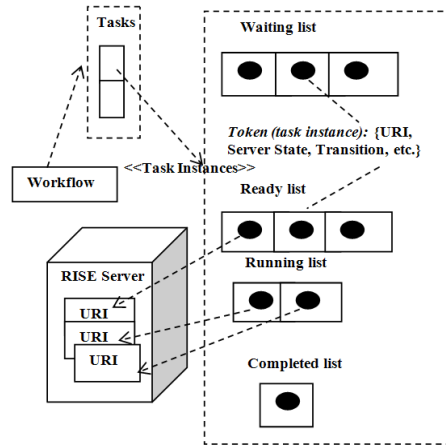 Tasks
Waiting list
Token (task instance): {URI,
Server State, Transition, etc.}
<<Task Instances>>
Workflow
Ready list
RISE Server
Running list
URI
URI
URI
Completed list